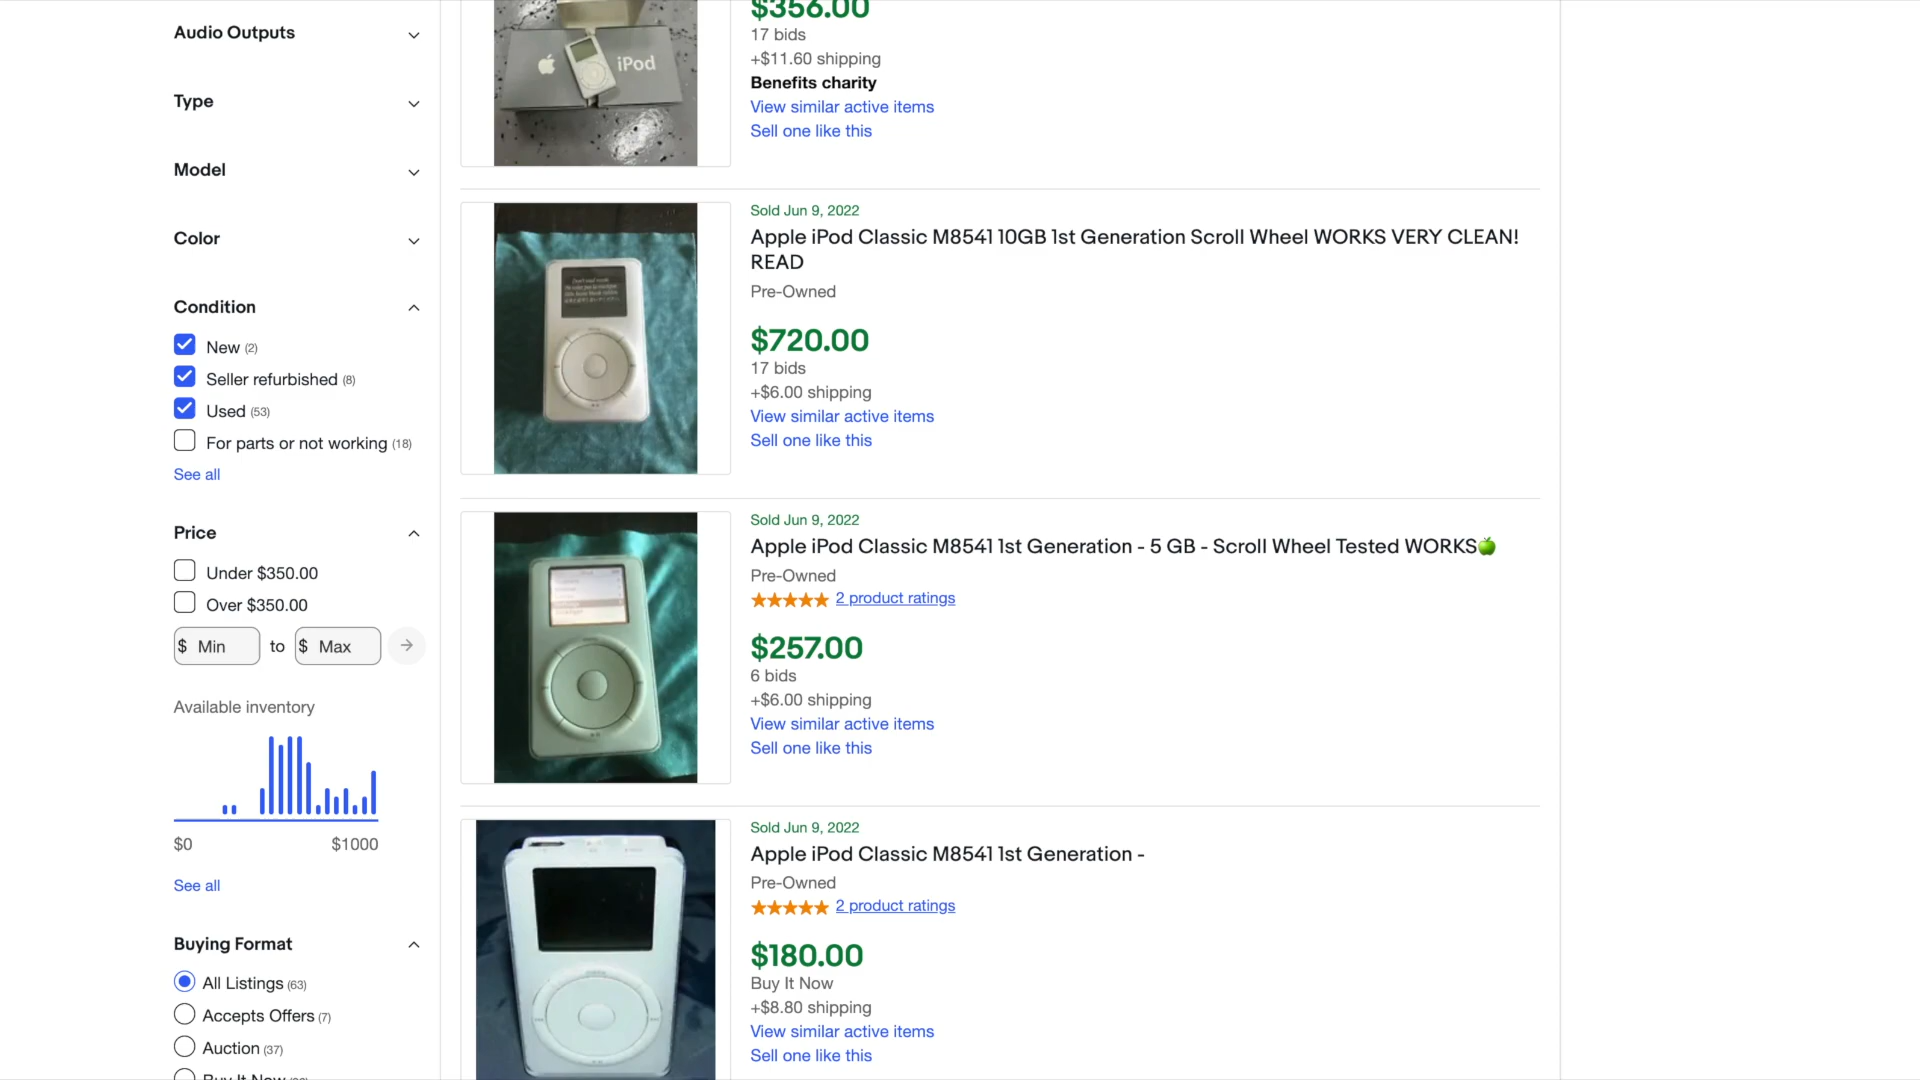 Audio Outputs
Type
Model
Color
Condition
New (2)
Seller refurbished (8)
Used (53)
For parts or not working (18)
See all
Price
Under $350.00
Over $350.00
$ Min to $ Max
Available inventory
$0 $1000
See all
Buying Format
All Listings (63)
Accepts Offers (7)
Auction (37)
Buy It Now
iPod
$356.00
17 bids
+$11.60 shipping
Benefits charity
View similar active items
Sell one like this
Sold Jun 9, 2022
Apple iPod Classic M8541 10GB 1st Generation Scroll Wheel WORKS VERY CLEAN!
READ
Pre-Owned
$720.00
17 bids
+$6.00 shipping
View similar active items
Sell one like this
Sold Jun 9, 2022
Apple iPod Classic M8541 1st Generation - 5 GB - Scroll Wheel Tested WORKS🍏
Pre-Owned
2 product ratings
$257.00
6 bids
+$6.00 shipping
View similar active items
Sell one like this
Sold Jun 9, 2022
Apple iPod Classic M8541 1st Generation -
Pre-Owned
2 product ratings
$180.00
Buy It Now
+$8.80 shipping
View similar active items
Sell one like this